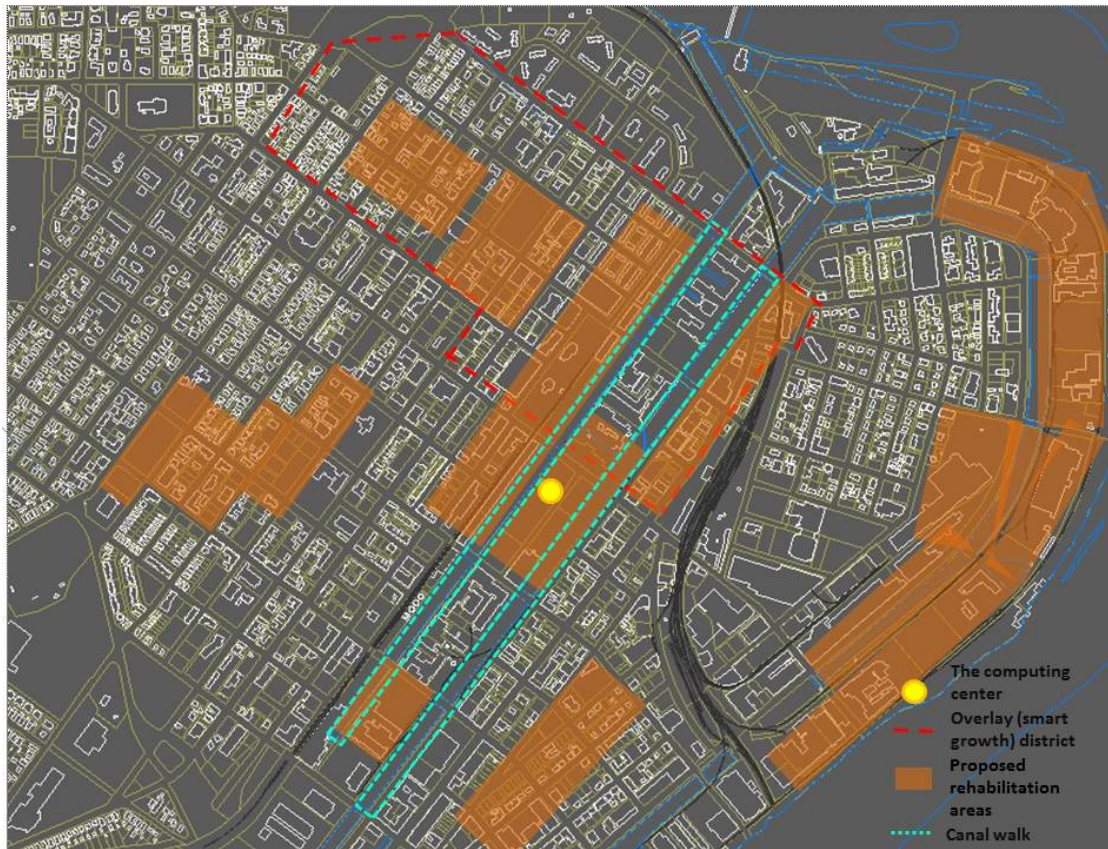 The computing
center
Overlay (smart
growth) district
Proposed
rehabilitation
areas
Canal walk